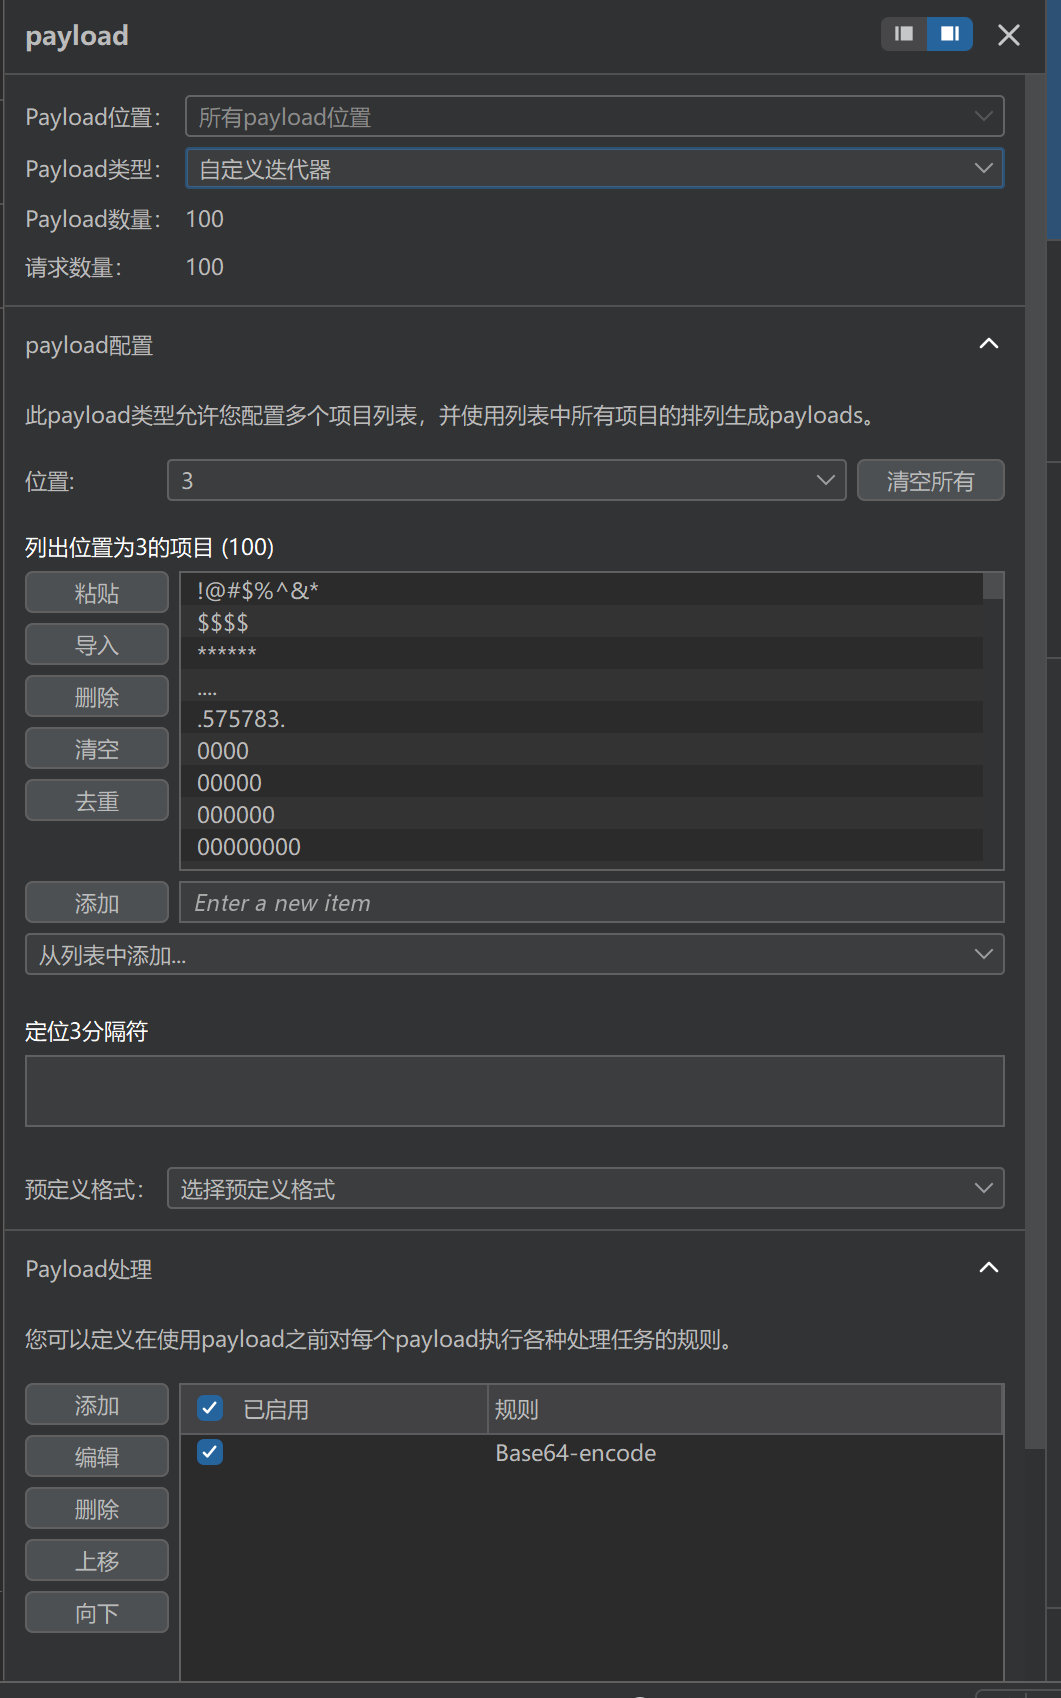 payload
Payload位置： 所有payload位置
Payload类型： 自定义迭代器
Payload数量： 100
请求数量： 100
payload配置
此payload类型允许您配置多个项目列表，并使用列表中所有项目的排列生成payloads。
位置: 3 清空所有
列出位置为3的项目 (100)
粘贴 !@#$%^&*
$$$$
导入 ******
删除 ....
.575783.
清空 0000
去重 00000
000000
00000000
添加 Enter a new item
从列表中添加...
定位3分隔符
预定义格式： 选择预定义格式
Payload处理
您可以定义在使用payload之前对每个payload执行各种处理任务的规则。
添加 已启用 规则
编辑 Base64-encode
删除
上移
向下